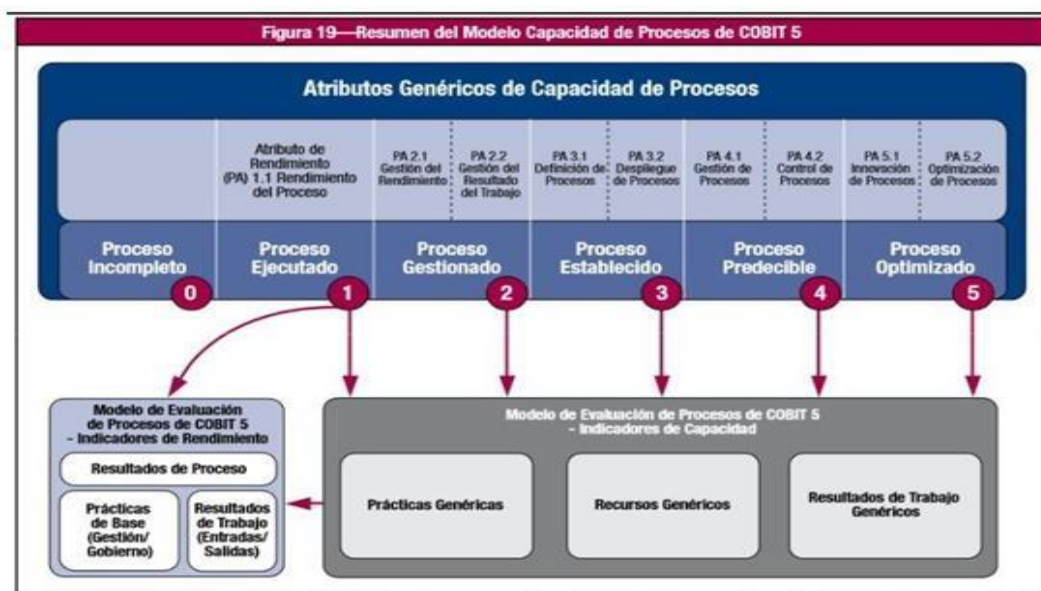 Figura 19—Resumen del Modelo Capacidad de Procesos de COBIT 5
Atributos Genéricos de Capacidad de Procesos
Atributo de
Rendimiento
(PA) 1.1 Rendimiento
del Proceso
PA 2.1
Gestión del
Rendimiento
PA 2.2
Gestión del
Resultado
del Trabajo
PA 3.1
Definición de
Procesos
PA 3.2
Despliegue
de Procesos
PA 4.1
Gestión de
Procesos
PA 4.2
Control de
Procesos
PA 5.1
Innovación
de Procesos
PA 5.2
Optimización
de Procesos
Proceso
Incompleto
0
Proceso
Ejecutado
1
Proceso
Gestionado
2
Proceso
Establecido
3
Proceso
Predecible
4
Proceso
Optimizado
5
Modelo de Evaluación
de Procesos de COBIT 5
- Indicadores de Rendimiento
Resultados de Proceso
Prácticas
de Base
(Gestión/
Gobierno)
Resultados
de Trabajo
(Entradas/
Salidas)
Modelo de Evaluación de Procesos de COBIT 5
- Indicadores de Capacidad
Prácticas Genéricas
Recursos Genéricos
Resultados de Trabajo
Genéricos